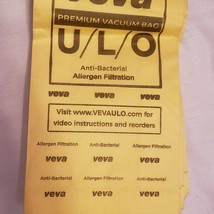 veva
PREMIUM VACUUM BAG
U/L/O
Anti-Bacterial
Allergen Filtration
veva veva veva
Visit www.VEVAULO.com for
video instructions and reorders
Allergen Filtration Anti-Bacterial Allergen Filtration
veva veva veva
Anti-Bacterial Allergen Filtration Anti-Bacterial
veva veva veva